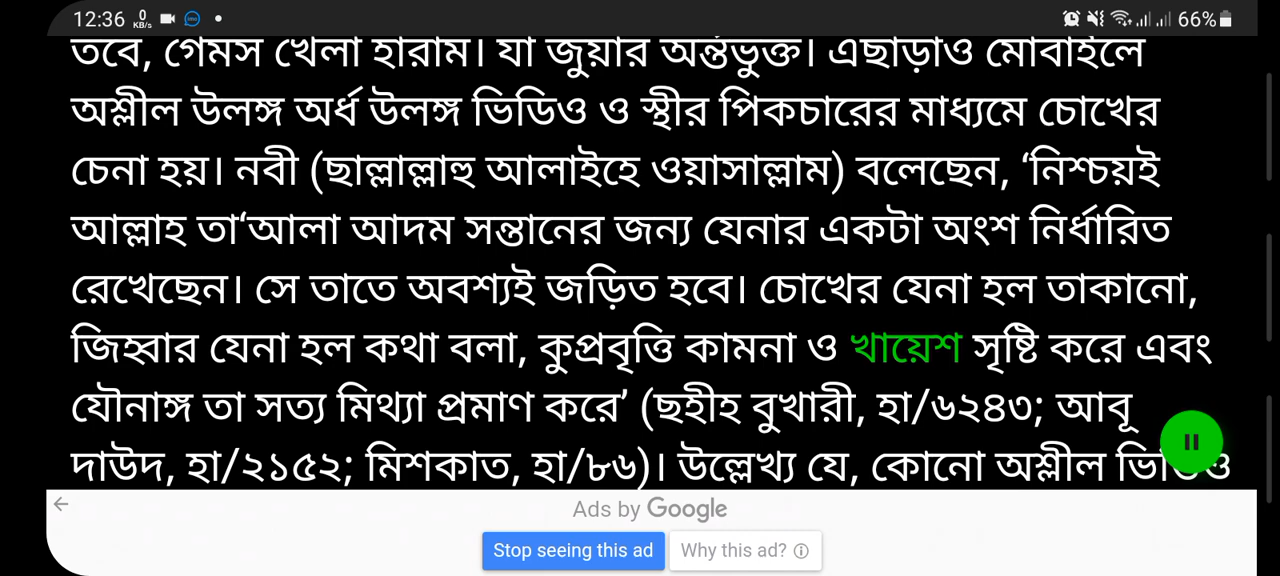 12:36 0 KB/s 66%
তবে, গেমস খেলা হারাম। যা জুয়ার অর্ন্তভুক্ত। এছাড়াও মোবাইলে
অশ্লীল উলঙ্গ অর্ধ উলঙ্গ ভিডিও ও স্থীর পিকচারের মাধ্যমে চোখের
চেনা হয়। নবী (ছাল্লাল্লাহু আলাইহে ওয়াসাল্লাম) বলেছেন, ‘নিশ্চয়ই
আল্লাহ তা‘আলা আদম সন্তানের জন্য যেনার একটা অংশ নির্ধারিত
রেখেছেন। সে তাতে অবশ্যই জড়িত হবে। চোখের যেনা হল তাকানো,
জিহ্বার যেনা হল কথা বলা, কুপ্রবৃত্তি কামনা ও খায়েশ সৃষ্টি করে এবং
যৌনাঙ্গ তা সত্য মিথ্যা প্রমাণ করে’ (ছহীহ বুখারী, হা/৬২৪৩; আবূ
দাউদ, হা/২১৫২; মিশকাত, হা/৮৬)। উল্লেখ্য যে, কোনো অশ্লীল ভিডিও
Ads by Google
Stop seeing this ad Why this ad?